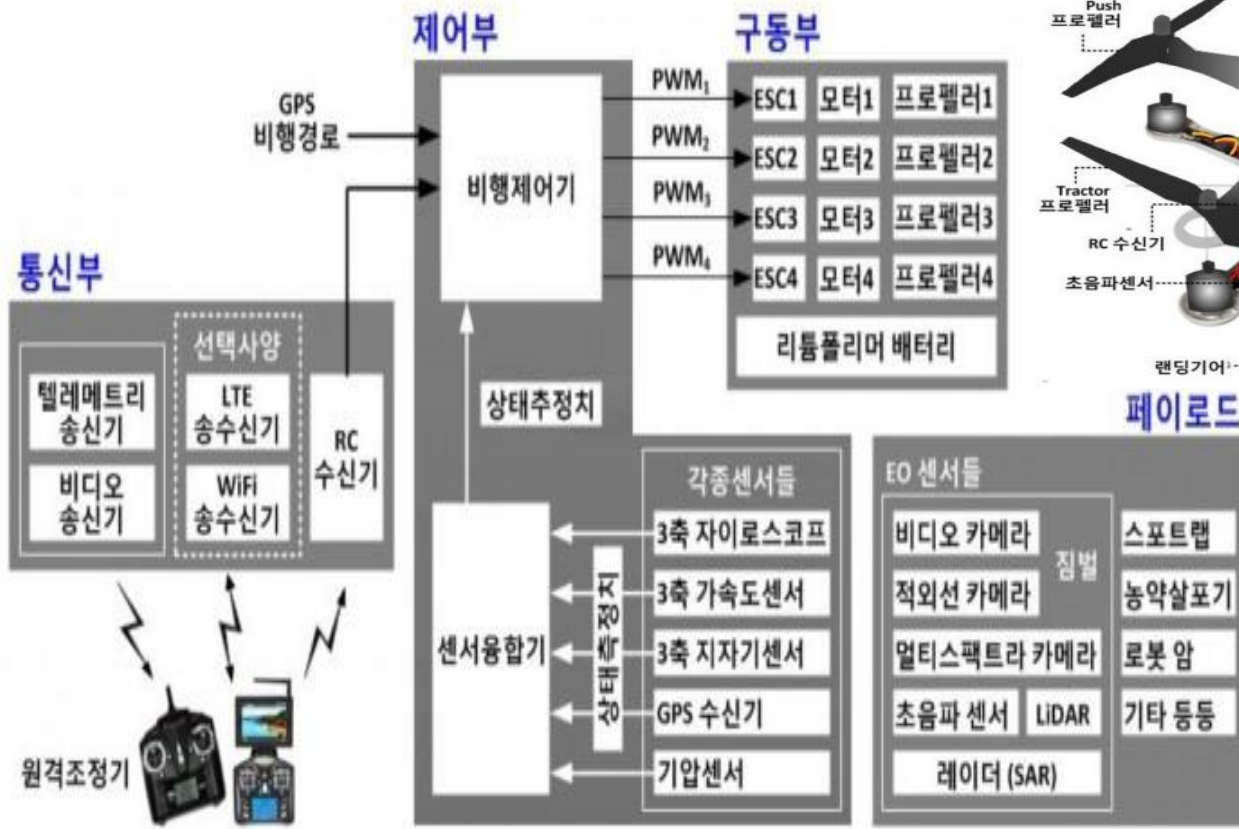 제어부
구동부
Push
프로펠러
Tractor
프로펠러
RC 수신기
초음파센서
랜딩기어
GPS
비행경로
비행제어기
PWM₁
PWM₂
PWM₃
PWM₄
ESC1 모터1 프로펠러1
ESC2 모터2 프로펠러2
ESC3 모터3 프로펠러3
ESC4 모터4 프로펠러4
리튬폴리머 배터리
통신부
텔레메트리
송신기
비디오
송신기
선택사양
LTE
송수신기
WiFi
송수신기
RC
수신기
원격조정기
상태추정치
센서융합기
상태측정치
각종센서들
3축 자이로스코프
3축 가속도센서
3축 지자기센서
GPS 수신기
기압센서
페이로드
EO 센서들
비디오 카메라
적외선 카메라
짐벌
멀티스팩트라 카메라
초음파 센서
LiDAR
레이더 (SAR)
스포트랩
농약살포기
로봇 암
기타 등등